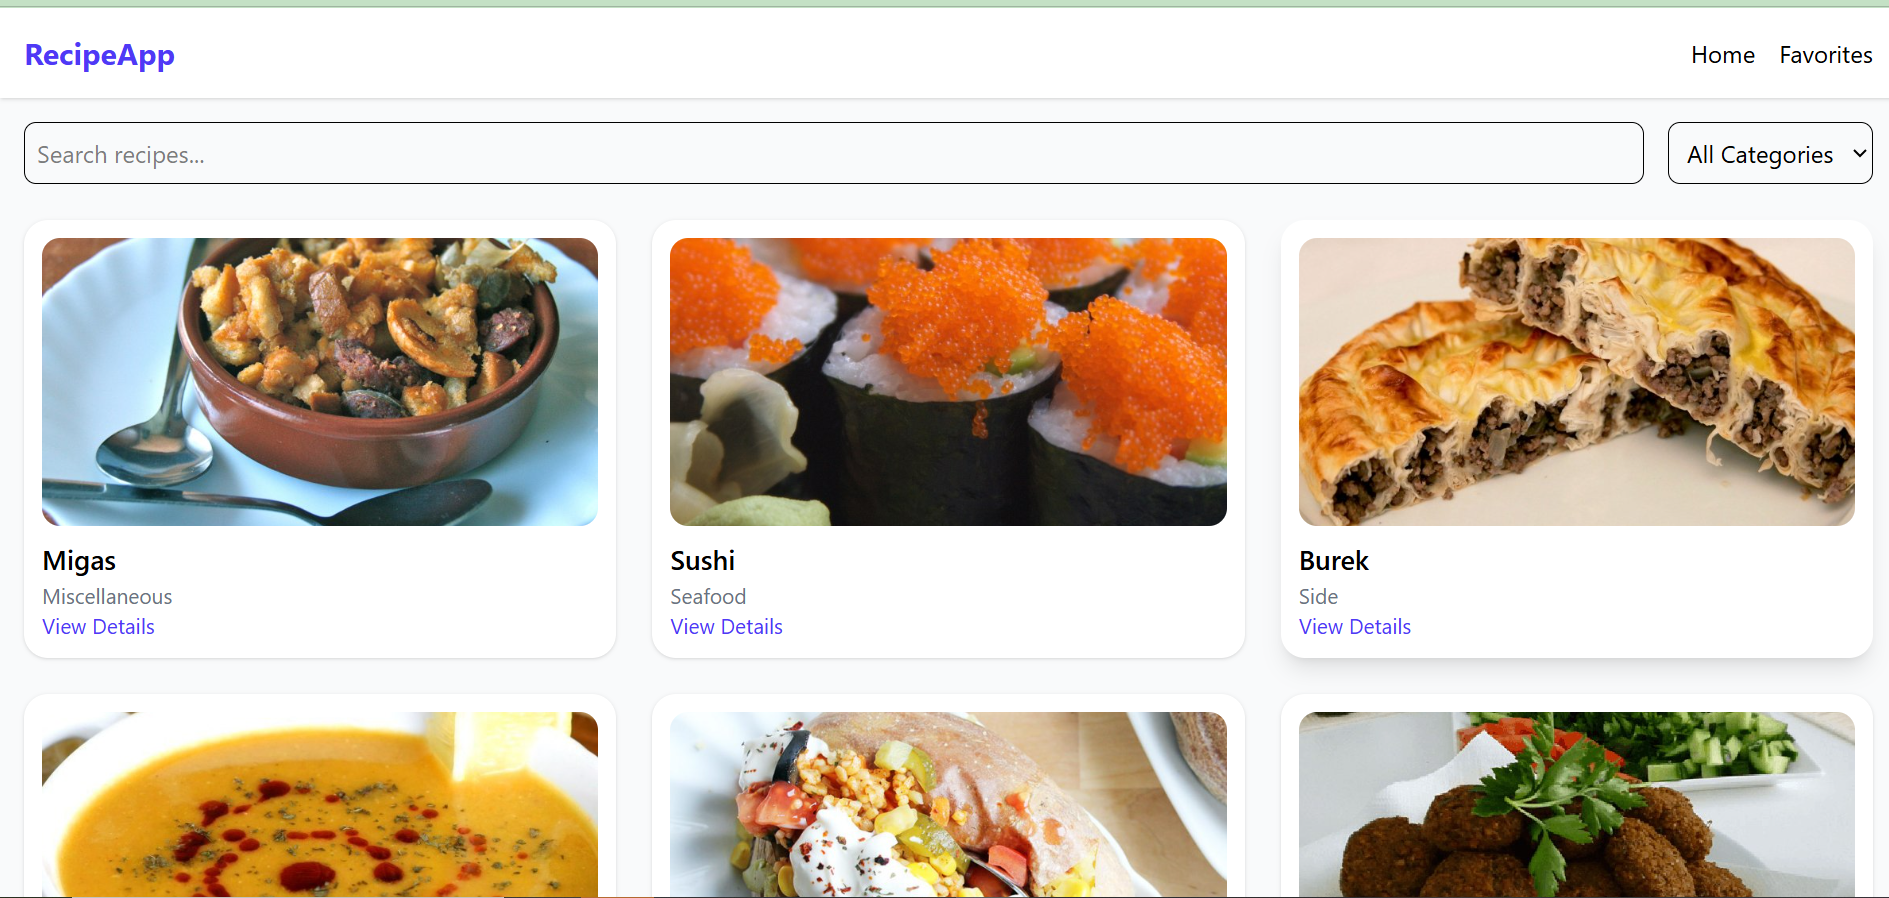 RecipeApp
Home Favorites
Search recipes...
All Categories
Migas
Miscellaneous
View Details
Sushi
Seafood
View Details
Burek
Side
View Details